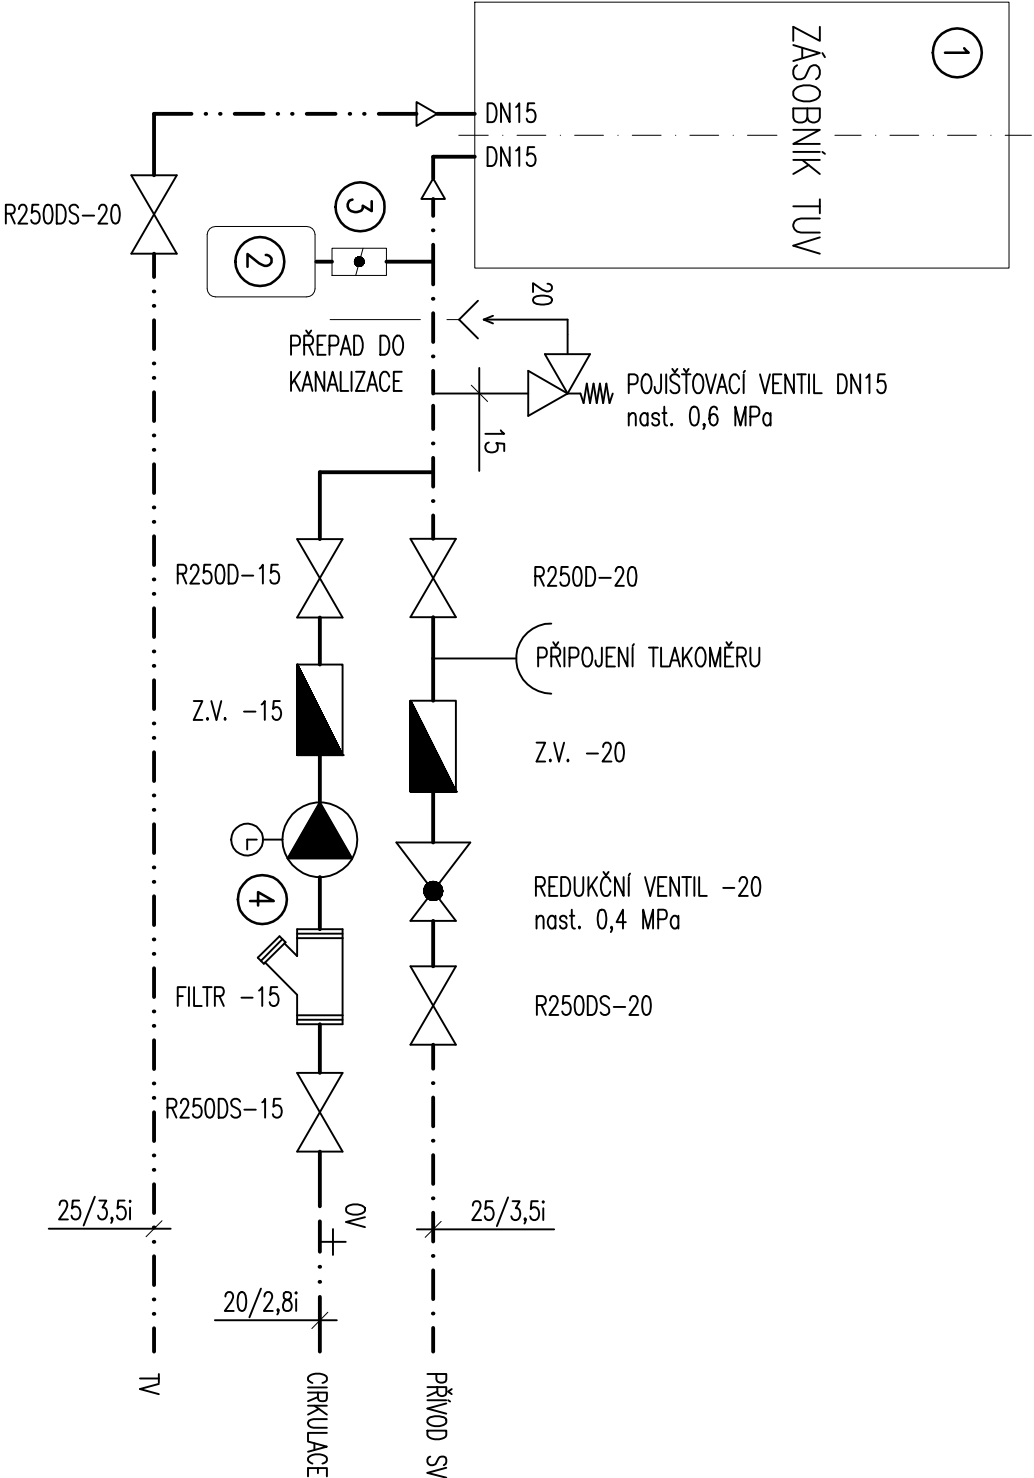 1
ZÁSOBNÍK TUV
DN15
DN15
R250DS-20
3
2
20
PŘEPAD DO
KANALIZACE
POJIŠŤOVACÍ VENTIL DN15
nast. 0,6 MPa
15
R250D-15
R250D-20
PŘIPOJENÍ TLAKOMĚRU
Z.V. -15
Z.V. -20
L
4
REDUKČNÍ VENTIL -20
nast. 0,4 MPa
FILTR -15
R250DS-20
R250DS-15
25/3,5i
OV
25/3,5i
20/2,8i
TV
CIRKULACE
PŘÍVOD SV